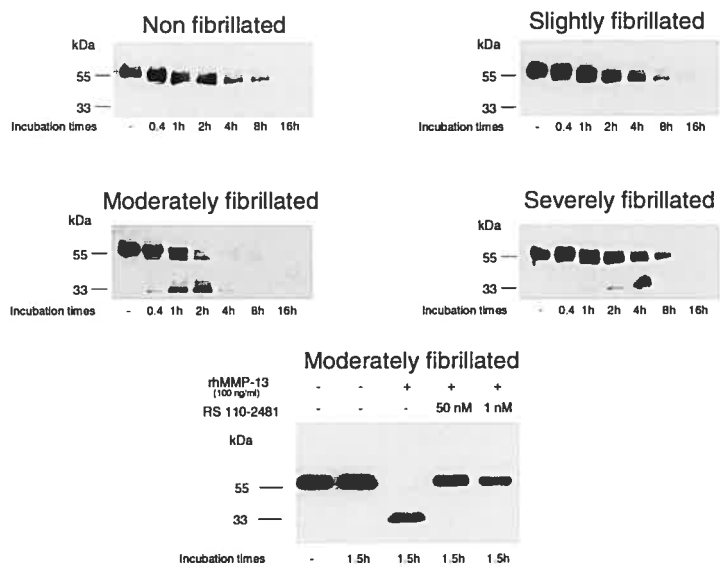 Non fibrillated
kDa
55
33
Incubation times - 0.4 1h 2h 4h 8h 16h
Slightly fibrillated
kDa
55
33
Incubation times - 0.4 1h 2h 4h 8h 16h
Moderately fibrillated
kDa
55
33
Incubation times - 0.4 1h 2h 4h 8h 16h
Severely fibrillated
kDa
55
33
Incubation times - 0.4 1h 2h 4h 8h 16h
Moderately fibrillated
rhMMP-13 - - + + +
(100 ng/ml)
RS 110-2481 - - - 50 nM 1 nM
kDa
55
33
Incubation times - 1.5h 1.5h 1.5h 1.5h